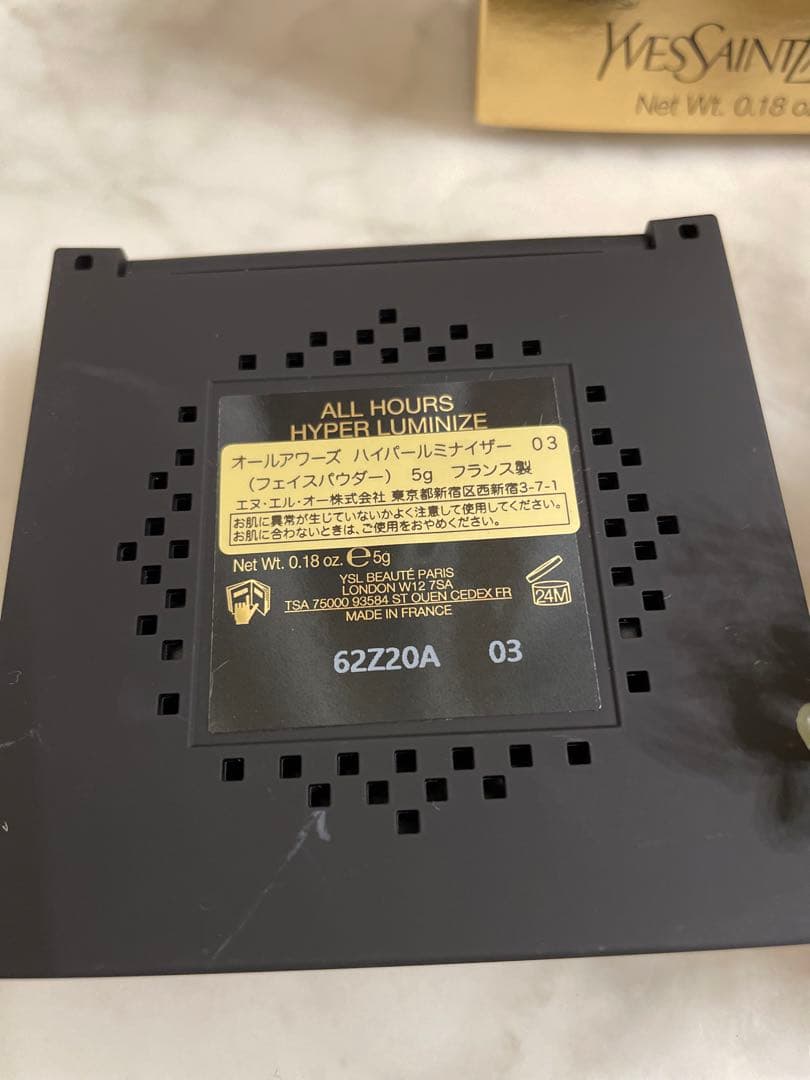 YVESSAINT
Net Wt. 0.18 o
ALL HOURS
HYPER LUMINIZE
オールアワーズ ハイパールミナイザー 03
(フェイスパウダー) 5g フランス製
エヌ・エル・オー株式会社 東京都新宿区西新宿3-7-1
お肌に異常が生じていないかよく注意して使用してください。
お肌に合わないときは、ご使用をおやめください。
Net Wt. 0.18 oz. ℮5g
YSL BEAUTÉ PARIS
LONDON W12 7SA
TSA 75000 93584 ST OUEN CEDEX FR
MADE IN FRANCE
24M
62Z20A 03